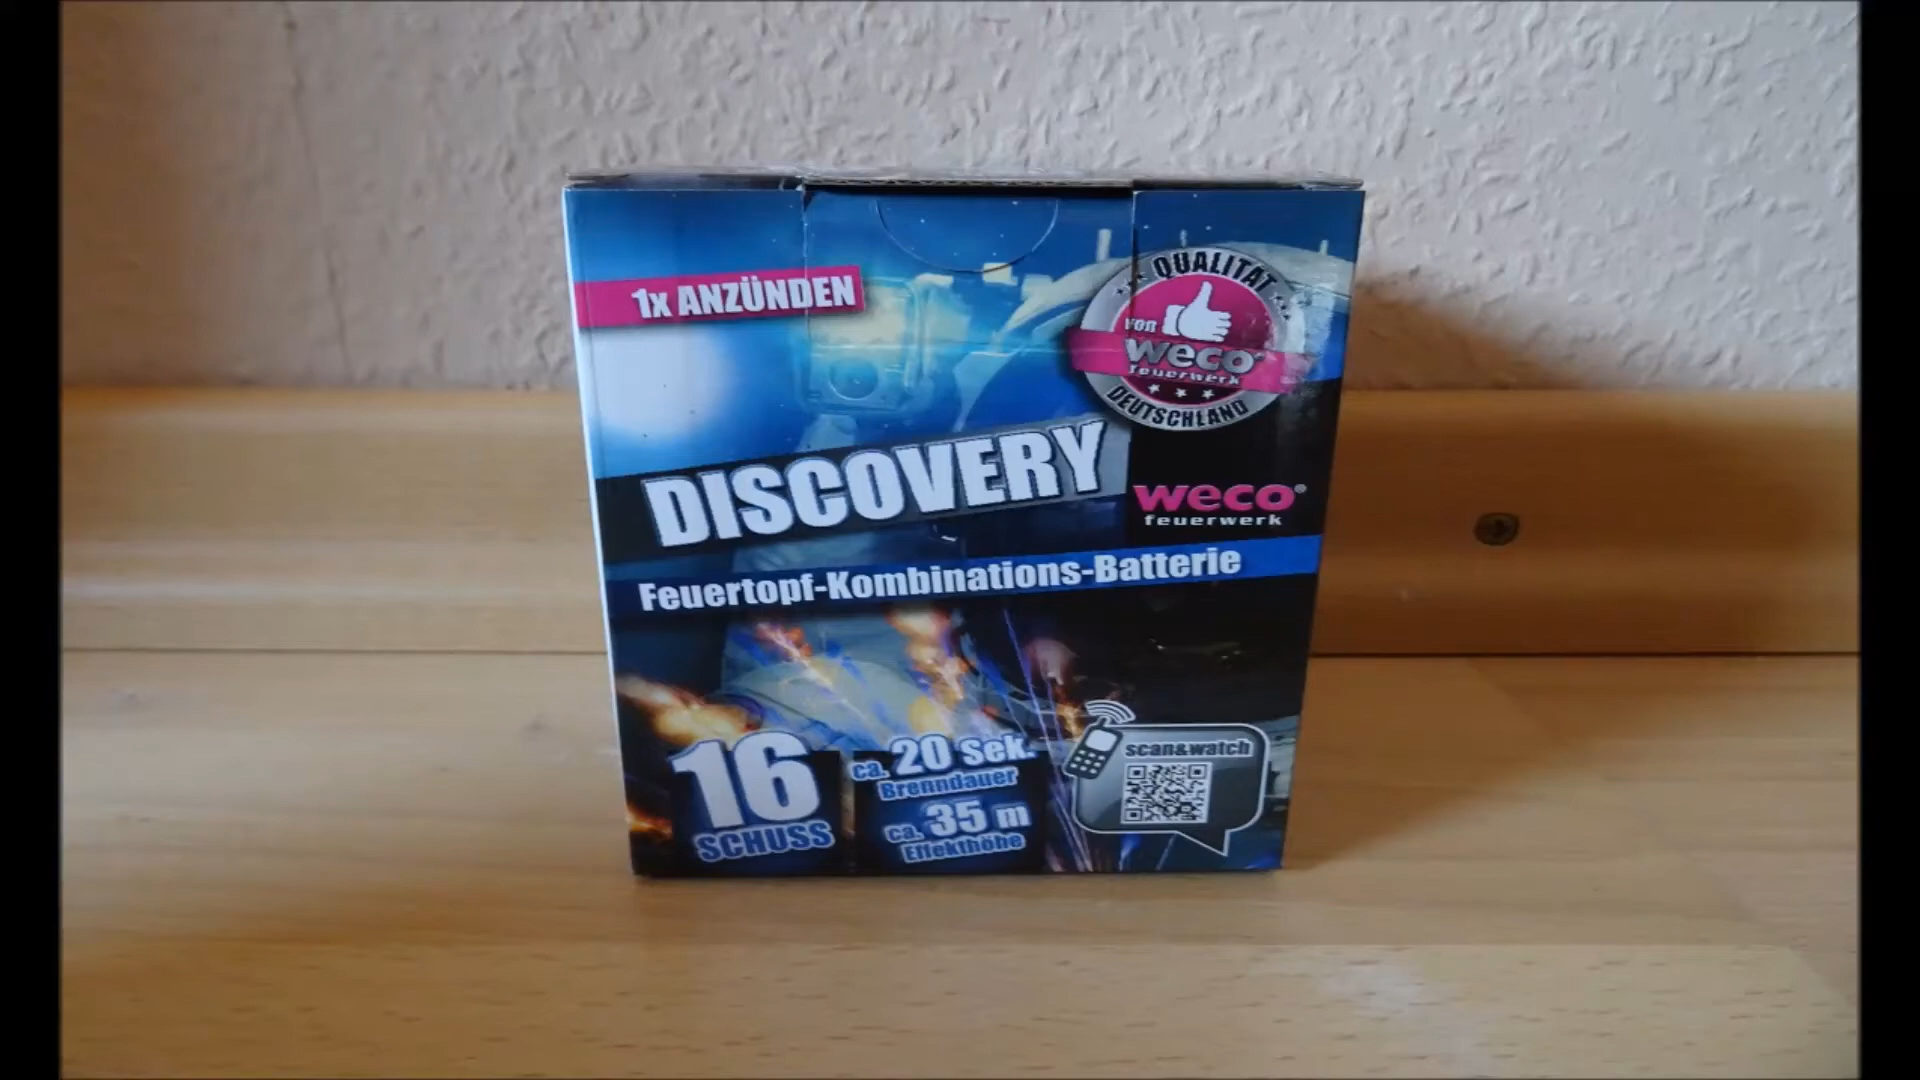 1x ANZÜNDEN
QUALITÄT
von
weco
feuerwerk
DEUTSCHLAND
DISCOVERY
weco®
feuerwerk
Feuertopf-Kombinations-Batterie
16
SCHUSS
ca. 20 Sek.
Brenndauer
ca. 35 m
Effekthöhe
scan&watch